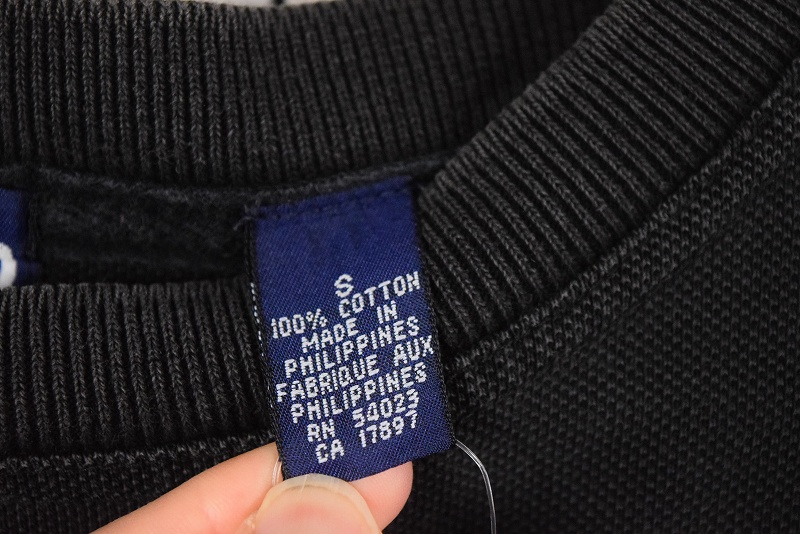 S
100% COTTON
MADE IN
PHILIPPINES
FABRIQUE AUX
PHILIPPINES
RN 54023
CA 17897